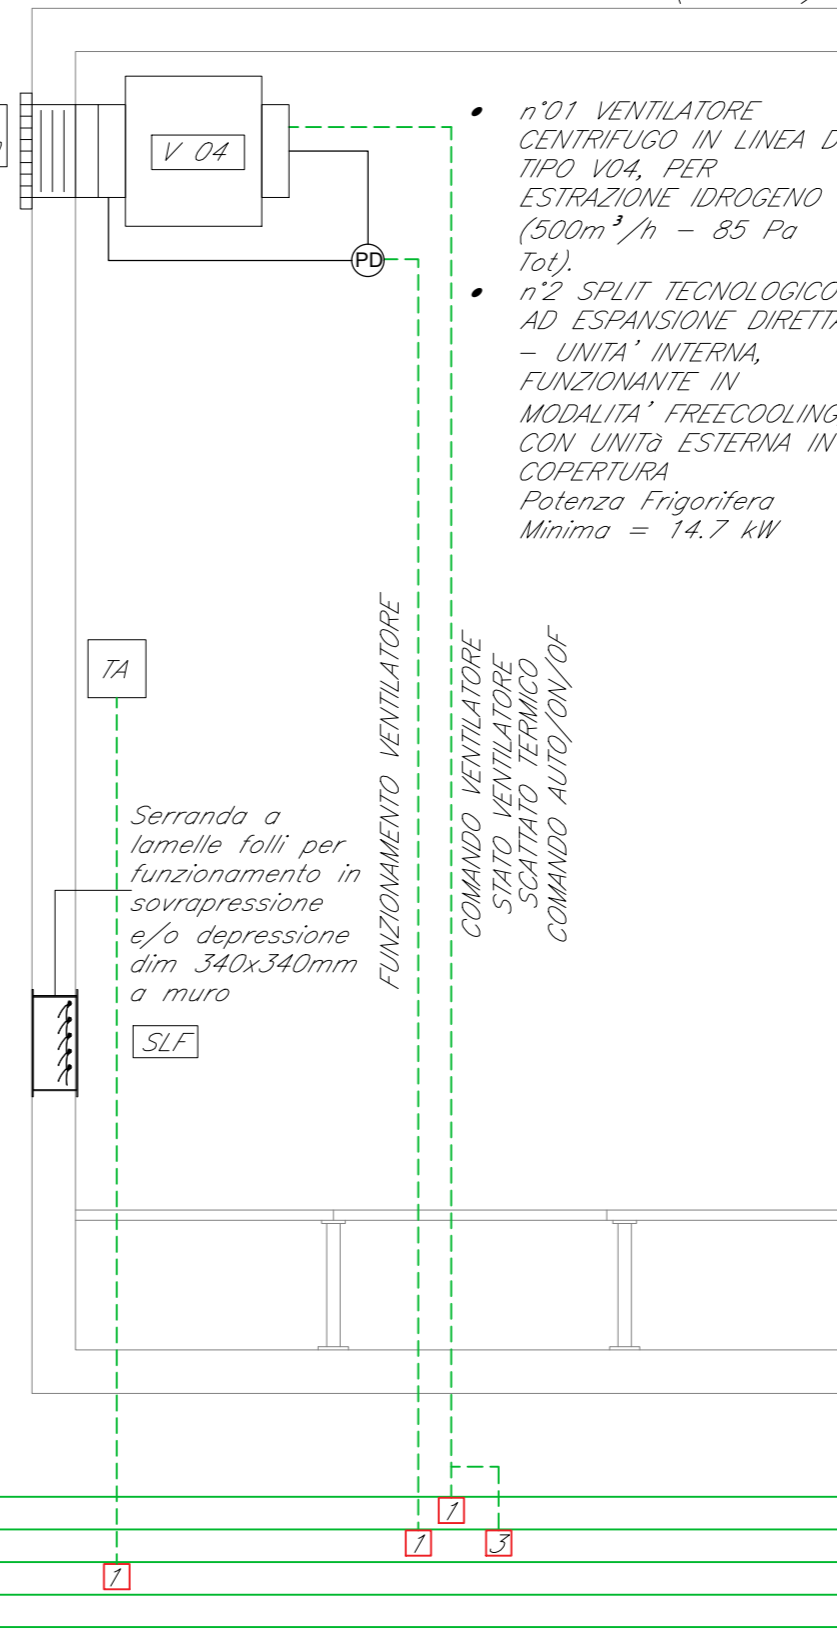 V 04
PD
• n°01 VENTILATORE
CENTRIFUGO IN LINEA D
TIPO V04, PER
ESTRAZIONE IDROGENO
(500m³/h – 85 Pa
Tot).
• n°2 SPLIT TECNOLOGICO
AD ESPANSIONE DIRETTA
– UNITA' INTERNA,
FUNZIONANTE IN
MODALITA' FREECOOLING
CON UNITà ESTERNA IN
COPERTURA
Potenza Frigorifera
Minima = 14.7 kW
TA
FUNZIONAMENTO VENTILATORE
COMANDO VENTILATORE
STATO VENTILATORE
SCATTATO TERMICO
COMANDO AUTO/ON/OF
Serranda a
lamelle folli per
funzionamento in
sovrapressione
e/o depressione
dim 340x340mm
a muro
SLF
1
1
3
1